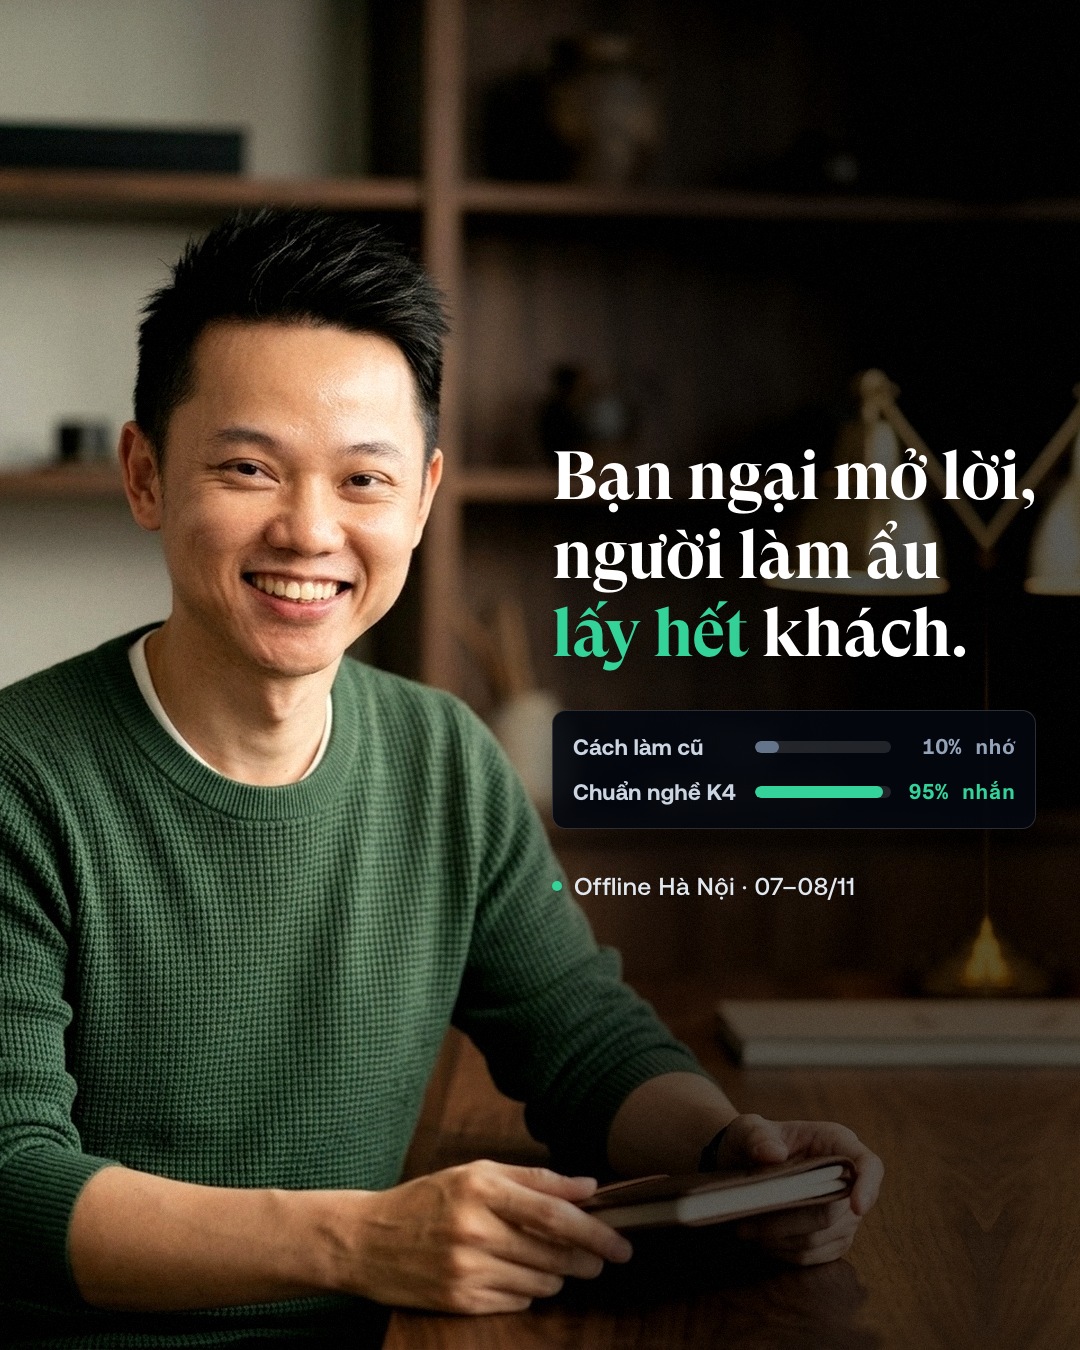 Bạn ngại mở lời,
người làm ẩu
lấy hết khách.
Cách làm cũ 10% nhớ
Chuẩn nghề K4 95% nhắn
Offline Hà Nội · 07–08/11